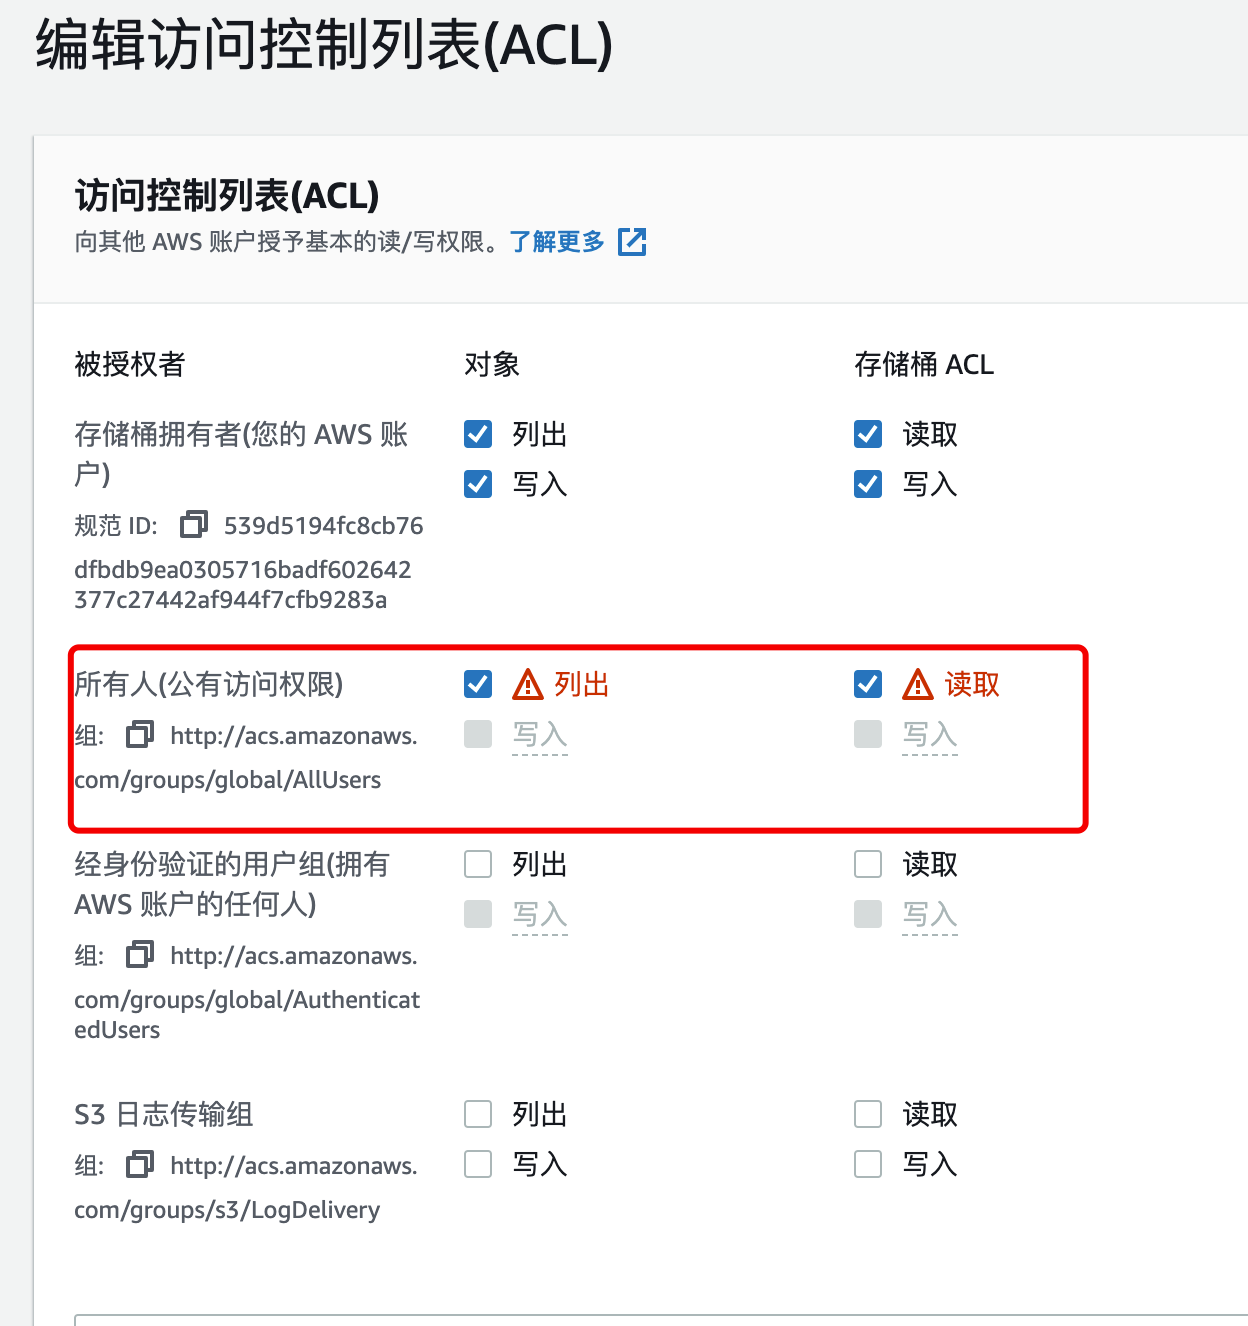 编辑访问控制列表(ACL)
访问控制列表(ACL)
向其他 AWS 账户授予基本的读/写权限。了解更多
被授权者 对象 存储桶 ACL
存储桶拥有者(您的 AWS 账 列出 读取
户) 写入 写入
规范 ID: 539d5194fc8cb76
dfbdb9ea0305716badf602642
377c27442af944f7cfb9283a
所有人(公有访问权限) 列出 读取
组: http://acs.amazonaws. 写入 写入
com/groups/global/AllUsers
经身份验证的用户组(拥有 列出 读取
AWS 账户的任何人) 写入 写入
组: http://acs.amazonaws.
com/groups/global/Authenticat
edUsers
S3 日志传输组 列出 读取
组: http://acs.amazonaws. 写入 写入
com/groups/s3/LogDelivery